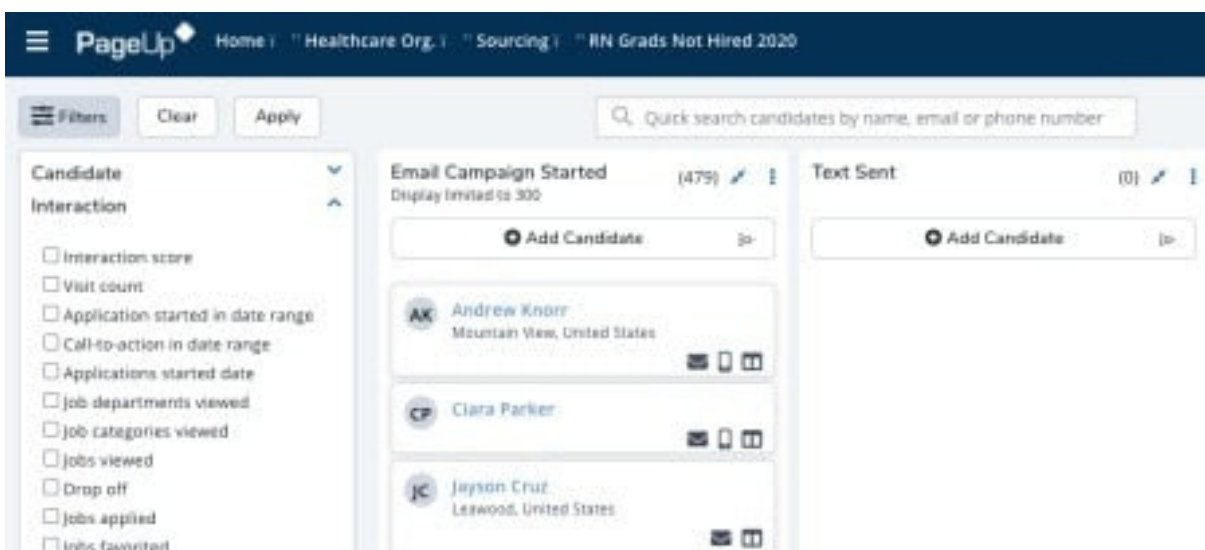 PageUp Home Healthcare Org. Sourcing RN Grads Not Hired 2020
Filters Clear Apply
Quick search candidates by name, email or phone number
Candidate
Interaction
Interaction score
Visit count
Application started in date range
Call-to-action in date range
Applications started date
Job departments viewed
Job categories viewed
Jobs viewed
Drop off
Jobs applied
Jobs favorited
Email Campaign Started (479)
Display limited to 300
Add Candidate
AK Andrew Knorr
Mountain View, United States
CP Ciara Parker
JC Jayson Cruz
Leawood, United States
Text Sent (0)
Add Candidate